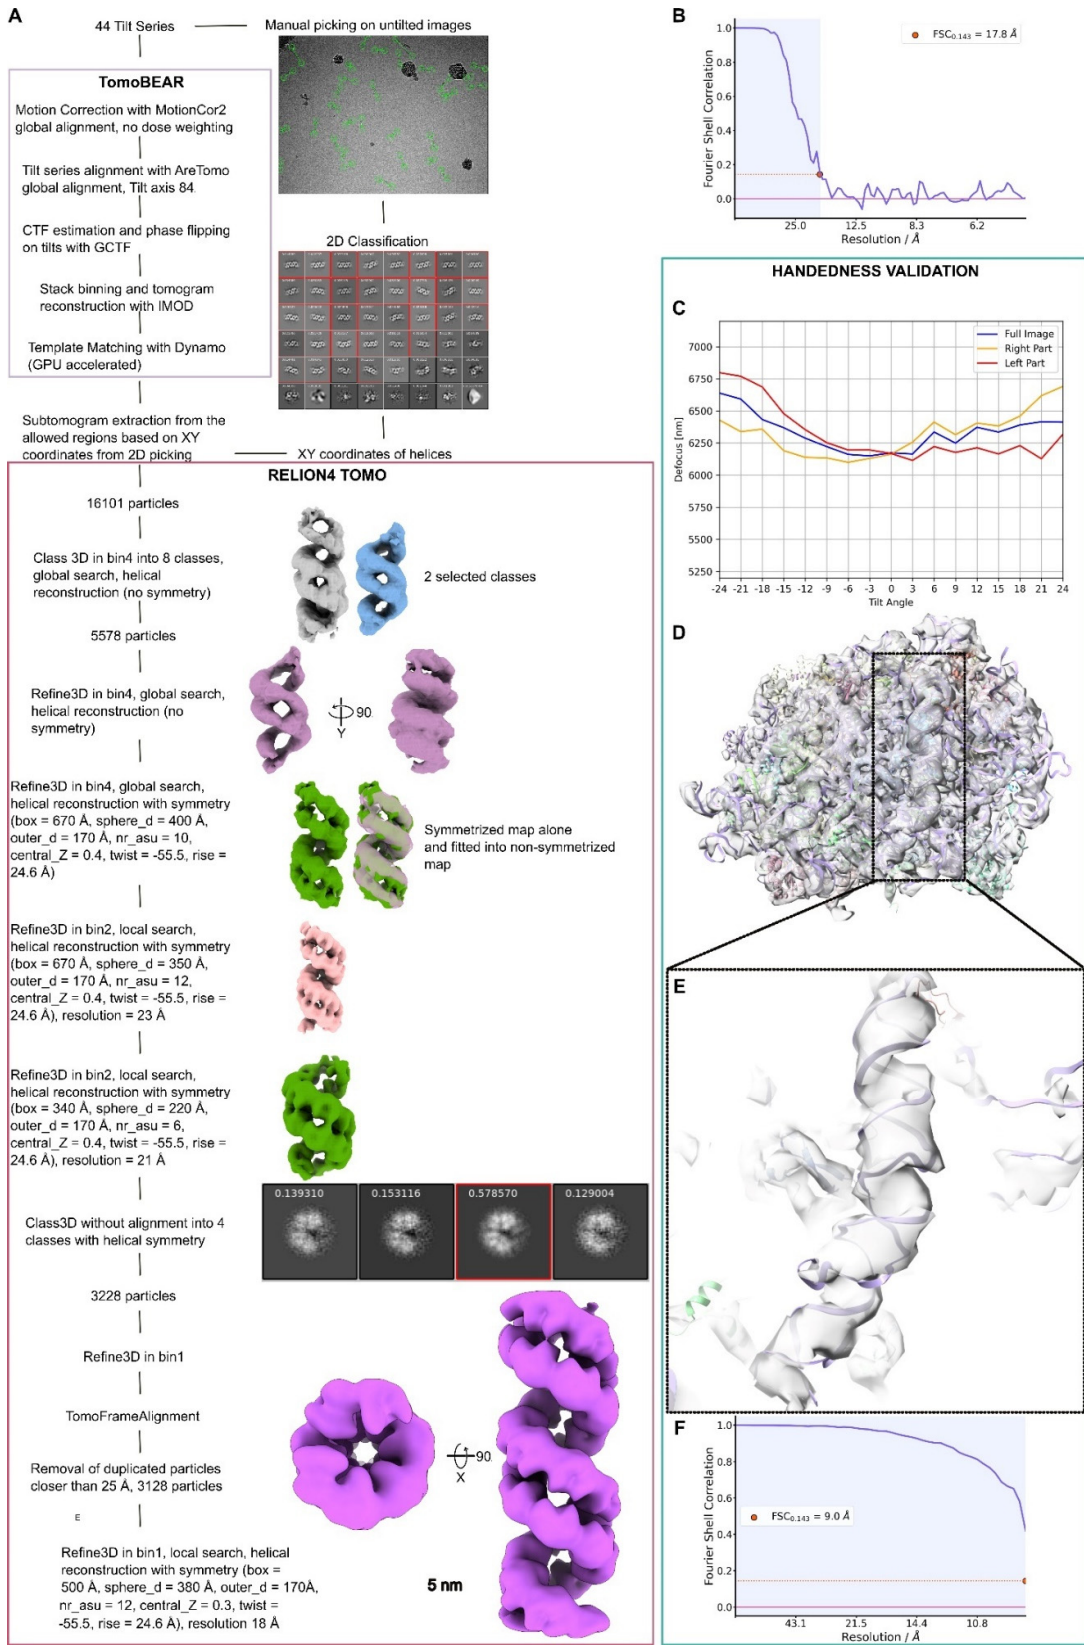 A
44 Tilt Series
Manual picking on untilted images
TomoBEAR
Motion Correction with MotionCor2
global alignment, no dose weighting
Tilt series alignment with AreTomo
global alignment, Tilt axis 84
CTF estimation and phase flipping
on tilts with GCTF
Stack binning and tomogram
reconstruction with IMOD
Template Matching with Dynamo
(GPU accelerated)
2D Classification
Subtomogram extraction from the
allowed regions based on XY
coordinates from 2D picking
XY coordinates of helices
RELION4 TOMO
16101 particles
Class 3D in bin4 into 8 classes,
global search, helical
reconstruction (no symmetry)
2 selected classes
5578 particles
Refine3D in bin4, global search,
helical reconstruction (no
symmetry)
90
Y
Refine3D in bin4, global search,
helical reconstruction with symmetry
(box = 670 Å, sphere_d = 400 Å,
outer_d = 170 Å, nr_asu = 10,
central_Z = 0.4, twist = -55.5, rise =
24.6 Å)
Symmetrized map alone
and fitted into non-symmetrized
map
Refine3D in bin2, local search,
helical reconstruction with symmetry
(box = 670 Å, sphere_d = 350 Å,
outer_d = 170 Å, nr_asu = 12,
central_Z = 0.4, twist = -55.5, rise =
24.6 Å), resolution = 23 Å
Refine3D in bin2, local search,
helical reconstruction with symmetry
(box = 340 Å, sphere_d = 220 Å,
outer_d = 170 Å, nr_asu = 6,
central_Z = 0.4, twist = -55.5, rise =
24.6 Å), resolution = 21 Å
0.139310
0.153116
0.578570
0.129004
Class3D without alignment into 4
classes with helical symmetry
3228 particles
Refine3D in bin1
TomoFrameAlignment
90
X
Removal of duplicated particles
closer than 25 Å, 3128 particles
E
Refine3D in bin1, local search, helical
reconstruction with symmetry (box =
500 Å, sphere_d = 380 Å, outer_d = 170Å,
nr_asu = 12, central_Z = 0.3, twist =
-55.5, rise = 24.6 Å), resolution 18 Å
5 nm
B
FSC0.143 = 17.8 Å
Fourier Shell Correlation
1.0
0.8
0.6
0.4
0.2
0.0
25.0 12.5 8.3 6.2
Resolution / Å
HANDEDNESS VALIDATION
C
Full Image
Right Part
Left Part
Defocus [nm]
7000
6750
6500
6250
6000
5750
5500
5250
-24 -21 -18 -15 -12 -9 -6 -3 0 3 6 9 12 15 18 21 24
Tilt Angle
D
E
F
FSC0.143 = 9.0 Å
Fourier Shell Correlation
1.0
0.8
0.6
0.4
0.2
0.0
43.1 21.5 14.4 10.8
Resolution / Å